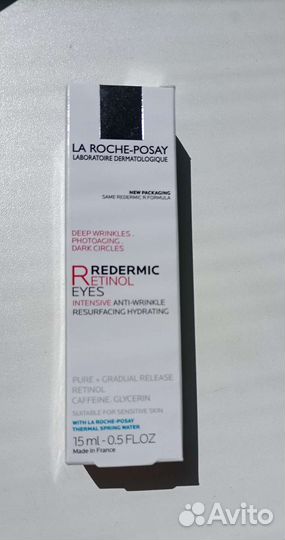 LA ROCHE-POSAY
LABORATOIRE DERMATOLOGIQUE
NEW PACKAGING
SAME REDERMIC R FORMULA
DEEP WRINKLES .
PHOTOAGING .
DARK CIRCLES
REDERMIC
RETINOL
EYES
INTENSIVE ANTI-WRINKLE
RESURFACING HYDRATING
PURE + GRADUAL RELEASE
RETINOL
CAFFEINE. GLYCERIN
SUITABLE FOR SENSITIVE SKIN
WITH LA ROCHE-POSAY
THERMAL SPRING WATER
15 ml - 0.5 FL.OZ
Made in France
Avito